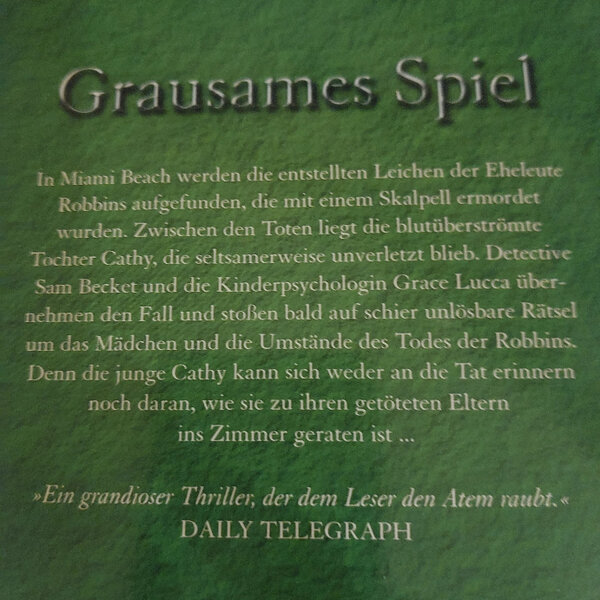 Grausames Spiel
In Miami Beach werden die entstellten Leichen der Eheleute
Robbins aufgefunden, die mit einem Skalpell ermordet
wurden. Zwischen den Toten liegt die blutüberströmte
Tochter Cathy, die seltsamerweise unverletzt blieb. Detective
Sam Becket und die Kinderpsychologin Grace Lucca über-
nehmen den Fall und stoßen bald auf schier unlösbare Rätsel
um das Mädchen und die Umstände des Todes der Robbins.
Denn die junge Cathy kann sich weder an die Tat erinnern
noch daran, wie sie zu ihren getöteten Eltern
ins Zimmer geraten ist ...
»Ein grandioser Thriller, der dem Leser den Atem raubt.«
DAILY TELEGRAPH